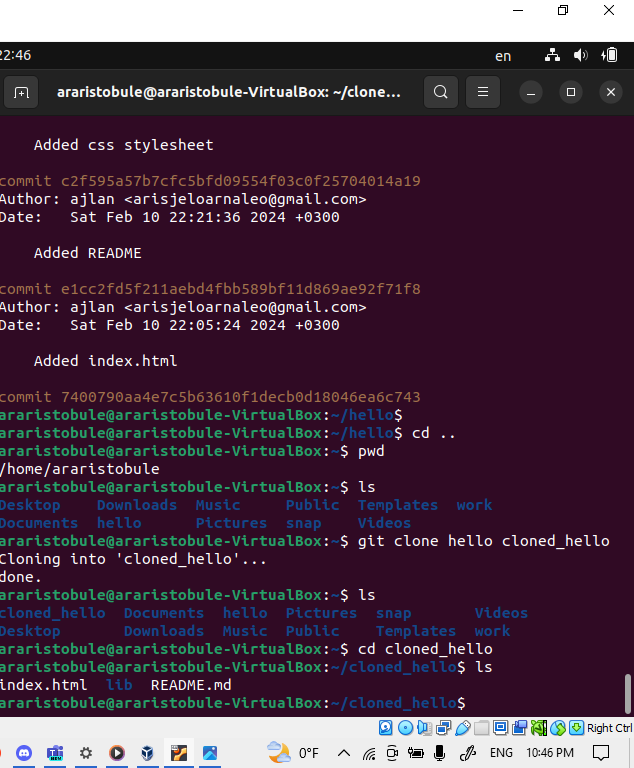 22:46 en
araristobule@araristobule-VirtualBox: ~/clone...
Added css stylesheet
commit c2f595a57b7cfc5bfd09554f03c0f25704014a19
Author: ajlan <arisjeloarnaleo@gmail.com>
Date:   Sat Feb 10 22:21:36 2024 +0300
Added README
commit e1cc2fd5f211aebd4fbb589bf11d869ae92f71f8
Author: ajlan <arisjeloarnaleo@gmail.com>
Date:   Sat Feb 10 22:05:24 2024 +0300
Added index.html
commit 7400790aa4e7c5b63610f1decb0d18046ea6c743
araristobule@araristobule-VirtualBox:~/hello$
araristobule@araristobule-VirtualBox:~/hello$ cd ..
araristobule@araristobule-VirtualBox:~$ pwd
/home/araristobule
araristobule@araristobule-VirtualBox:~$ ls
Desktop    Downloads  Music     Public  Templates  work
Documents  hello      Pictures  snap    Videos
araristobule@araristobule-VirtualBox:~$ git clone hello cloned_hello
Cloning into 'cloned_hello'...
done.
araristobule@araristobule-VirtualBox:~$ ls
cloned_hello  Documents  hello  Pictures  snap       Videos
Desktop       Downloads  Music  Public    Templates  work
araristobule@araristobule-VirtualBox:~$ cd cloned_hello
araristobule@araristobule-VirtualBox:~/cloned_hello$ ls
index.html  lib  README.md
araristobule@araristobule-VirtualBox:~/cloned_hello$
Right Ctrl
0°F ENG 10:46 PM